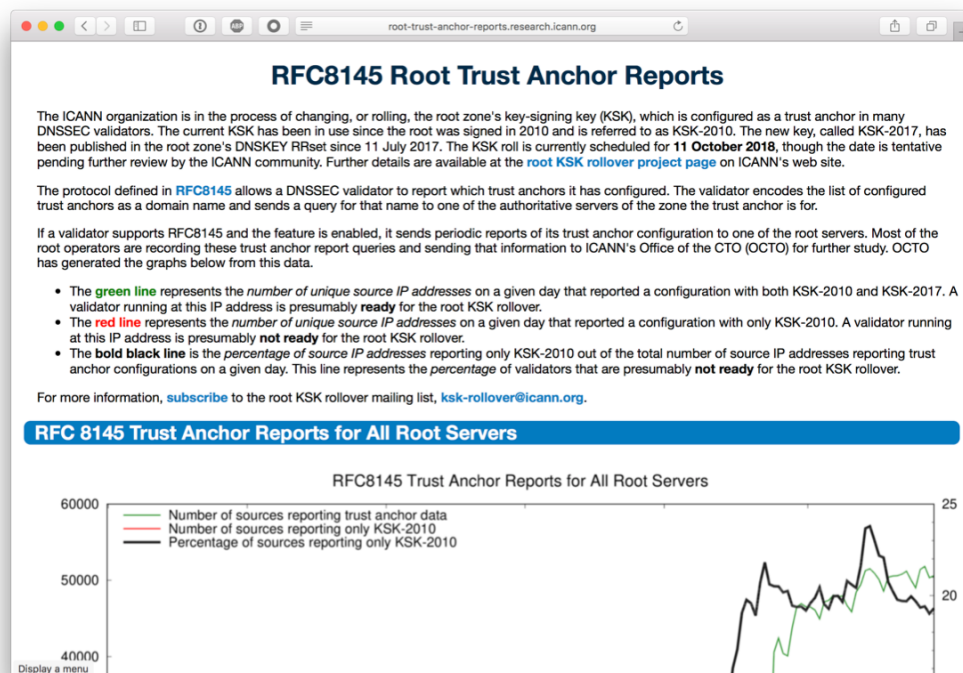 root-trust-anchor-reports.research.icann.org
ABP
RFC8145 Root Trust Anchor Reports
The ICANN organization is in the process of changing, or rolling, the root zone's key-signing key (KSK), which is configured as a trust anchor in many
DNSSEC validators. The current KSK has been in use since the root was signed in 2010 and is referred to as KSK-2010. The new key, called KSK-2017, has
been published in the root zone's DNSKEY RRset since 11 July 2017. The KSK roll is currently scheduled for 11 October 2018, though the date is tentative
pending further review by the ICANN community. Further details are available at the root KSK rollover project page on ICANN's web site.
The protocol defined in RFC8145 allows a DNSSEC validator to report which trust anchors it has configured. The validator encodes the list of configured
trust anchors as a domain name and sends a query for that name to one of the authoritative servers of the zone the trust anchor is for.
If a validator supports RFC8145 and the feature is enabled, it sends periodic reports of its trust anchor configuration to one of the root servers. Most of the
root operators are recording these trust anchor report queries and sending that information to ICANN's Office of the CTO (OCTO) for further study. OCTO
has generated the graphs below from this data.
• The green line represents the number of unique source IP addresses on a given day that reported a configuration with both KSK-2010 and KSK-2017. A
validator running at this IP address is presumably ready for the root KSK rollover.
• The red line represents the number of unique source IP addresses on a given day that reported a configuration with only KSK-2010. A validator running
at this IP address is presumably not ready for the root KSK rollover.
• The bold black line is the percentage of source IP addresses reporting only KSK-2010 out of the total number of source IP addresses reporting trust
anchor configurations on a given day. This line represents the percentage of validators that are presumably not ready for the root KSK rollover.
For more information, subscribe to the root KSK rollover mailing list, ksk-rollover@icann.org.
RFC 8145 Trust Anchor Reports for All Root Servers
RFC8145 Trust Anchor Reports for All Root Servers
60000
25
Number of sources reporting trust anchor data
Number of sources reporting only KSK-2010
Percentage of sources reporting only KSK-2010
50000
20
40000
Display a menu